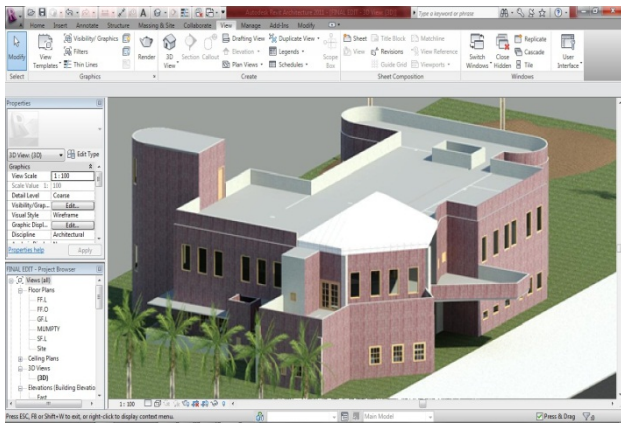 Type a keyword or phrase
Home Insert Annotate Structure Massing & Site Collaborate View Manage Add-Ins Modify
Modify
View Templates
Visibility/ Graphics
Filters
Thin Lines
Render
3D View
Section
Callout
Drafting View
Elevation
Plan Views
Duplicate View
Legends
Schedules
Scope Box
Sheet
View
Title Block
Revisions
Guide Grid
Matchline
View Reference
Viewports
Switch Windows
Close Hidden
Replicate
Cascade
Tile
User Interface
Select Graphics Create Sheet Composition Windows
Properties
3D View: {3D} Edit Type
Graphics
View Scale 1 : 100
Scale Value 1: 100
Detail Level Coarse
Visibility/Grap... Edit...
Visual Style Wireframe
Graphic Displ... Edit...
Discipline Architectural
Properties help Apply
FINAL EDIT - Project Browser
Views (all)
Floor Plans
FF.L
FF.O
GF.L
MUMPTY
SF.L
Site
Ceiling Plans
3D Views
{3D}
Elevations (Building Elevatio
East
1 : 100
Press ESC, F8 or Shift+W to exit, or right-click to display context menu.
Main Model
Press & Drag